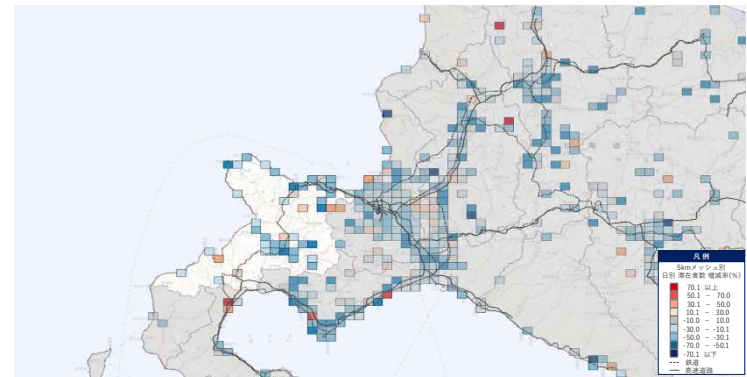 凡 例
5kmメッシュ別
日別 滞在者数 増減率(%)
70.1 以上
50.1 － 70.0
30.1 － 50.0
10.1 － 30.0
-10.0 － 10.0
-30.0 － -10.1
-50.0 － -30.1
-70.0 － -50.1
-70.1 以下
鉄道
高速道路